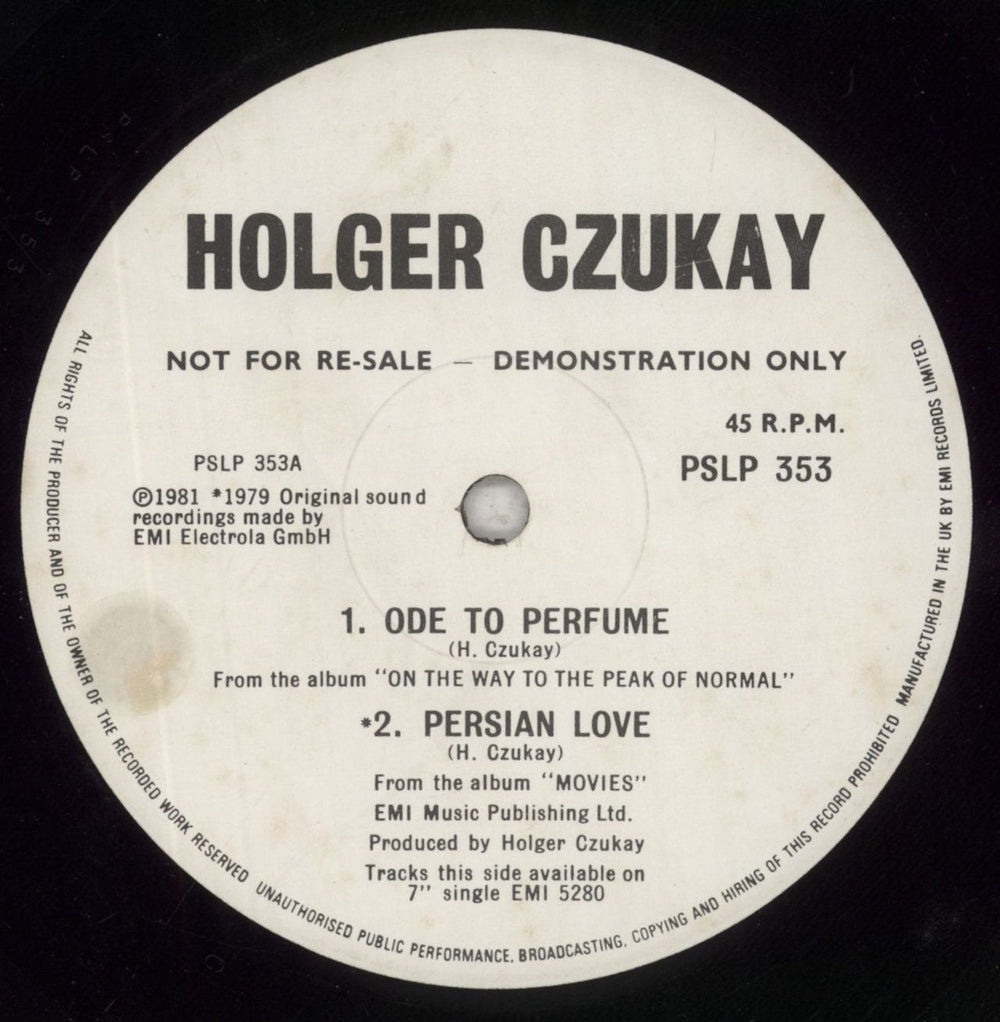 HOLGER CZUKAY
NOT FOR RE-SALE — DEMONSTRATION ONLY
45 R.P.M.
PSLP 353A
PSLP 353
℗1981 *1979 Original sound
recordings made by
EMI Electrola GmbH
1. ODE TO PERFUME
(H. Czukay)
From the album "ON THE WAY TO THE PEAK OF NORMAL"
*2. PERSIAN LOVE
(H. Czukay)
From the album "MOVIES"
EMI Music Publishing Ltd.
Produced by Holger Czukay
Tracks this side available on
7" single EMI 5280
ALL RIGHTS OF THE PRODUCER AND OF THE OWNER OF THE RECORDED WORK RESERVED UNAUTHORISED PUBLIC PERFORMANCE, BROADCASTING, COPYING AND HIRING OF THIS RECORD PROHIBITED MANUFACTURED IN THE UK BY EMI RECORDS LIMITED.
PSLP 353